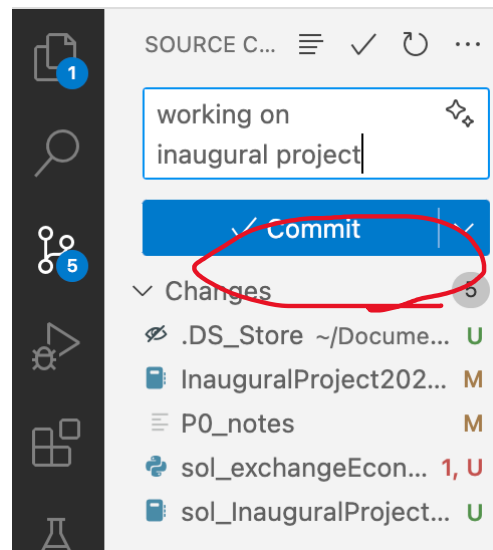 SOURCE C...
1
working on
inaugural project
Commit
5
Changes 5
.DS_Store ~/Docume... U
InauguralProject202... M
P0_notes M
sol_exchangeEcon... 1, U
sol_InauguralProject... U